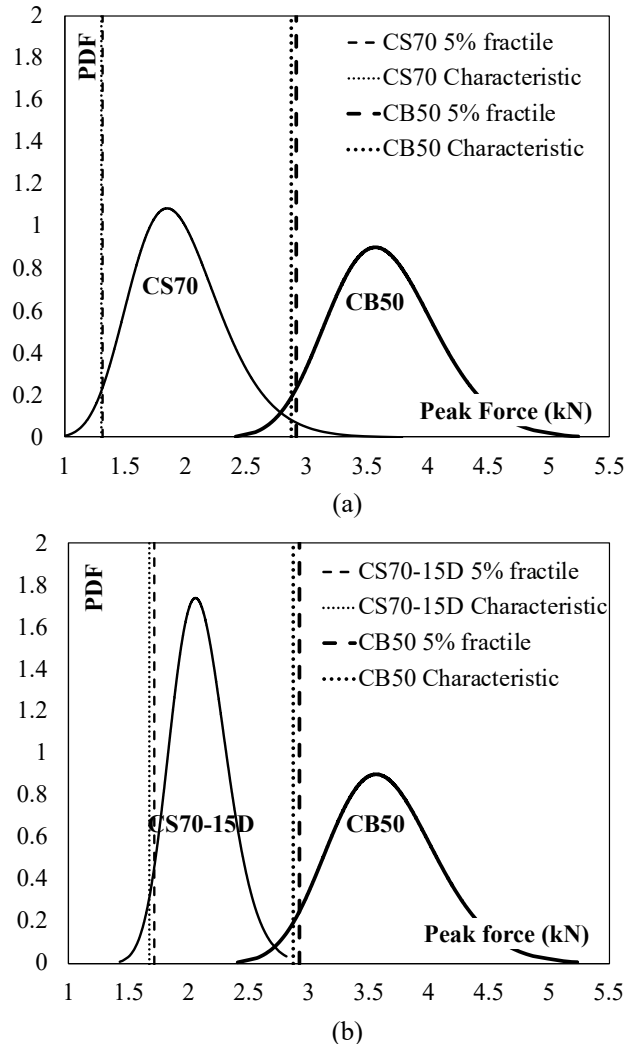 2
1.8
1.6
1.4
1.2
1
0.8
0.6
0.4
0.2
0
PDF
CS70 5% fractile
CS70 Characteristic
CB50 5% fractile
CB50 Characteristic
CS70
CB50
Peak Force (kN)
1 1.5 2 2.5 3 3.5 4 4.5 5 5.5
(a)
2
1.8
1.6
1.4
1.2
1
0.8
0.6
0.4
0.2
0
PDF
CS70-15D 5% fractile
CS70-15D Characteristic
CB50 5% fractile
CB50 Characteristic
CS70-15D
CB50
Peak force (kN)
1 1.5 2 2.5 3 3.5 4 4.5 5 5.5
(b)